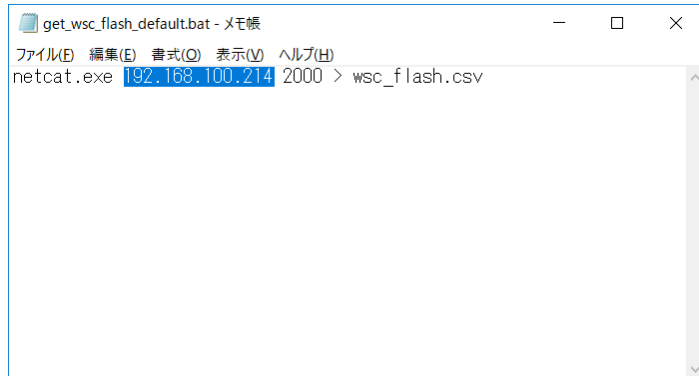 get_wsc_flash_default.bat - メモ帳
ファイル(F) 編集(E) 書式(O) 表示(V) ヘルプ(H)
netcat.exe 192.168.100.214 2000 > wsc_flash.csv